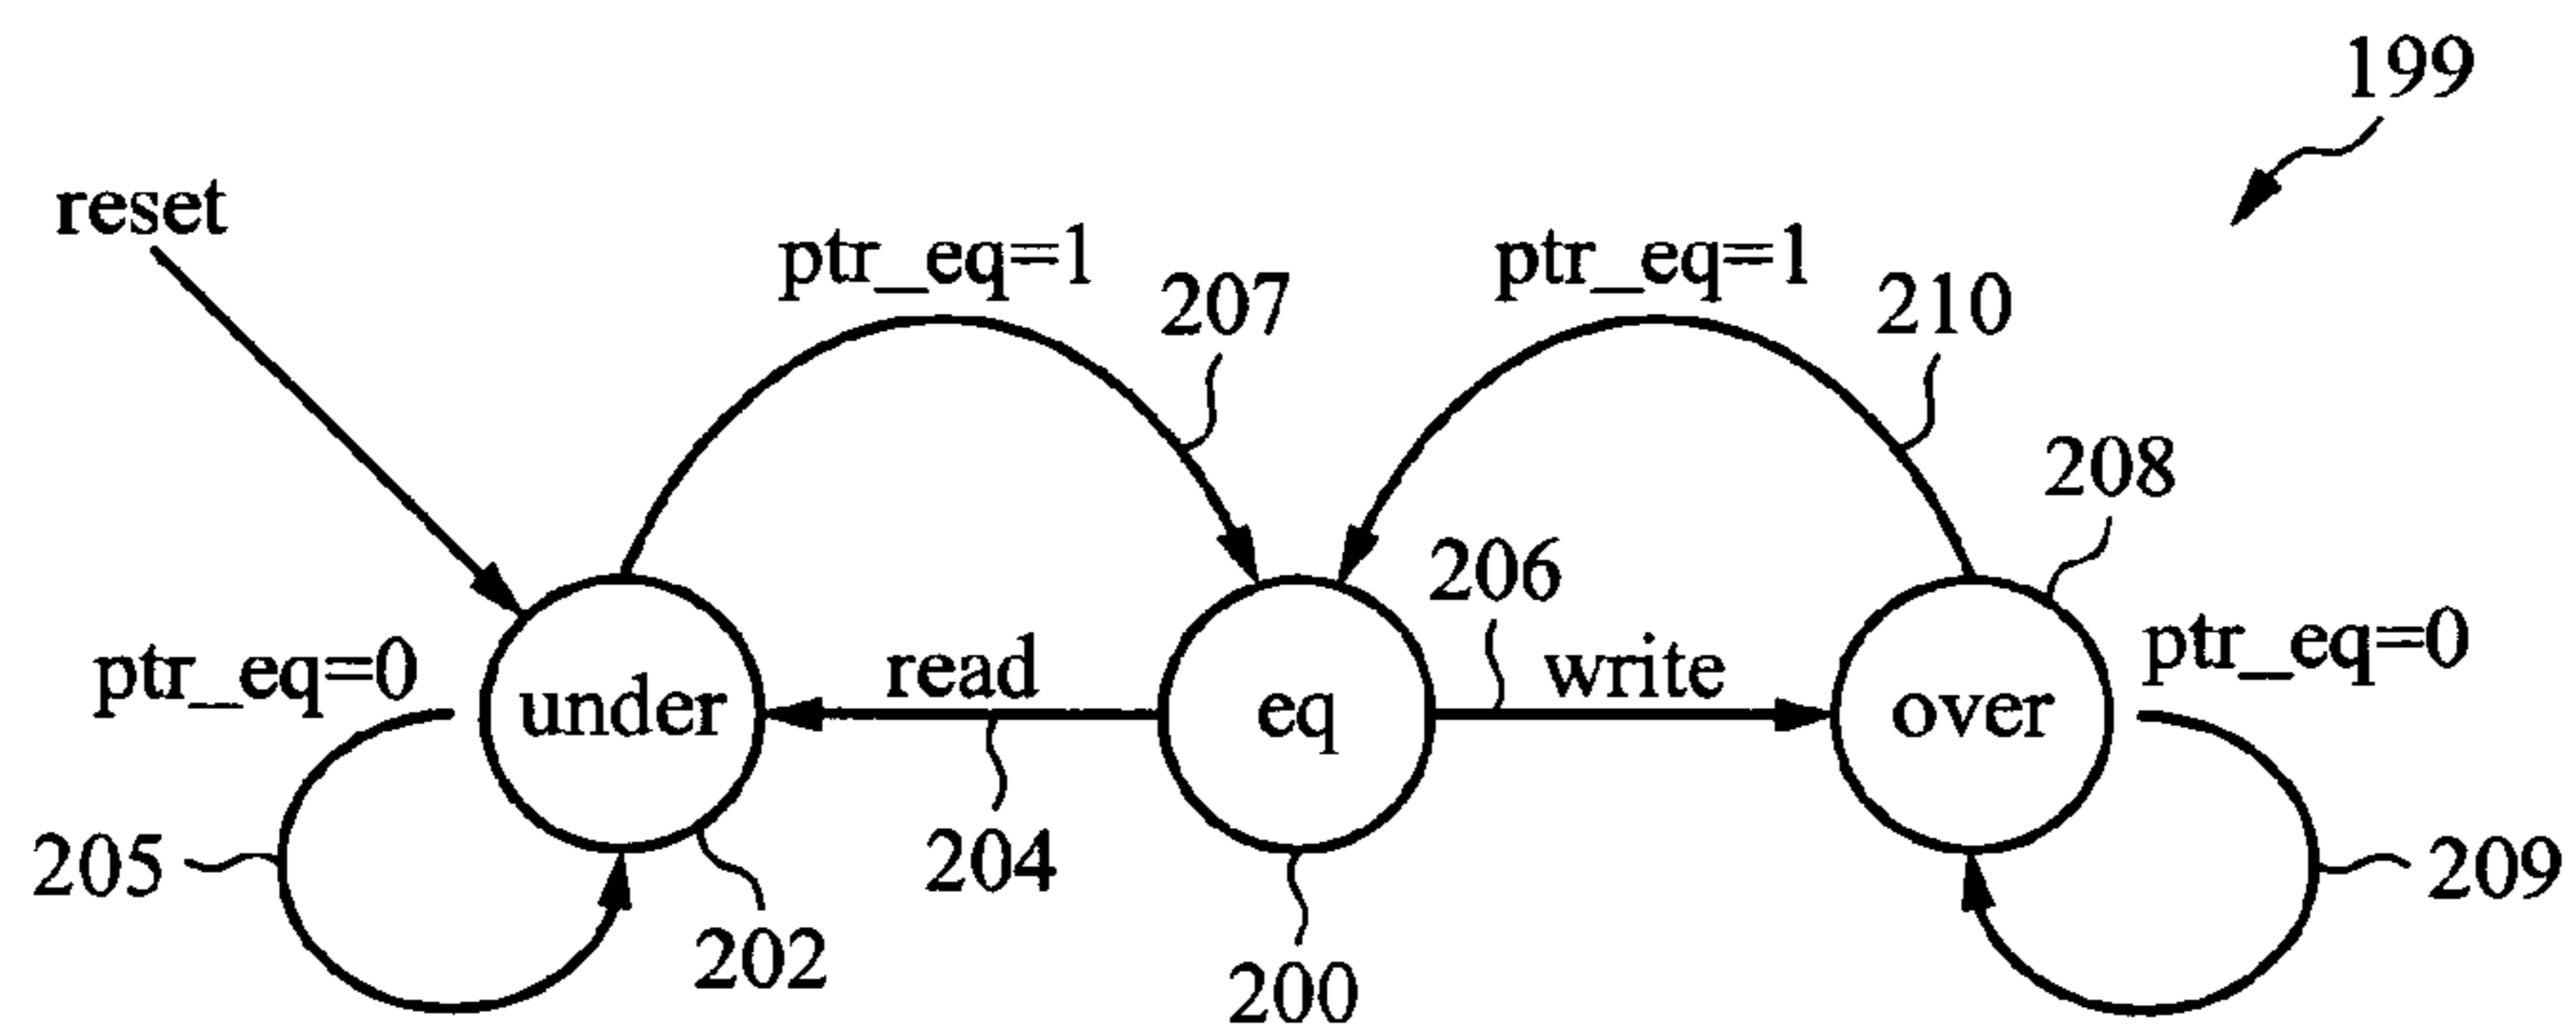 199
reset
ptr_eq=1
207
ptr_eq=1
210
208
206
ptr_eq=0
under
read
eq
write
over
ptr_eq=0
205
202
204
200
209